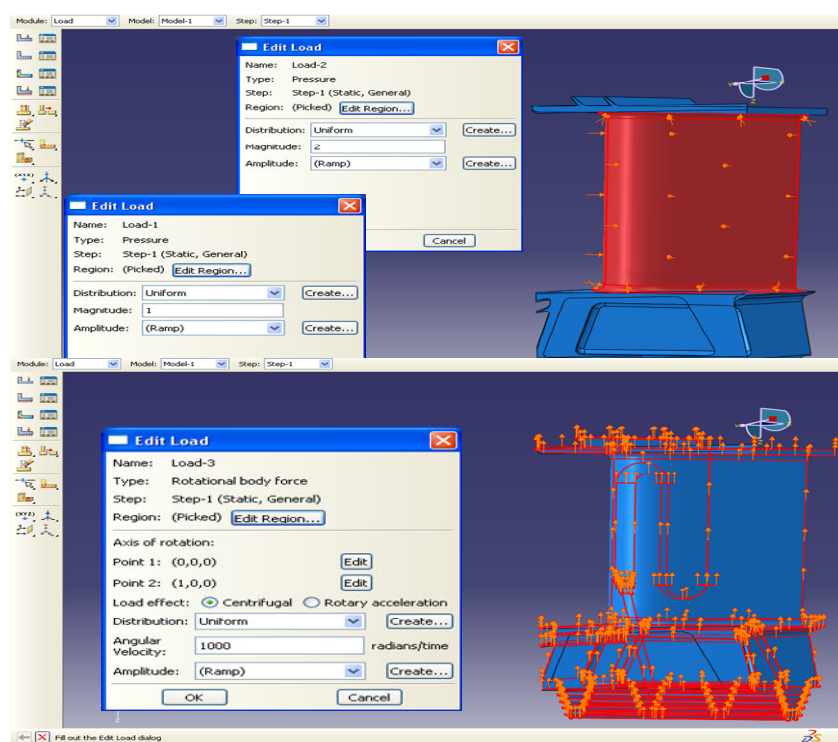 Module: Load Model: Model-1 Step: Step-1
Edit Load
Name: Load-2
Type: Pressure
Step: Step-1 (Static, General)
Region: (Picked) Edit Region...
Distribution: Uniform Create...
Magnitude: 2
Amplitude: (Ramp) Create...
Cancel
Edit Load
Name: Load-1
Type: Pressure
Step: Step-1 (Static, General)
Region: (Picked) Edit Region...
Distribution: Uniform Create...
Magnitude: 1
Amplitude: (Ramp) Create...
Module: Load Model: Model-1 Step: Step-1
Edit Load
Name: Load-3
Type: Rotational body force
Step: Step-1 (Static, General)
Region: (Picked) Edit Region...
Axis of rotation:
Point 1: (0,0,0) Edit
Point 2: (1,0,0) Edit
Load effect: Centrifugal Rotary acceleration
Distribution: Uniform Create...
Angular
Velocity: 1000 radians/time
Amplitude: (Ramp) Create...
OK Cancel
Fill out the Edit Load dialog